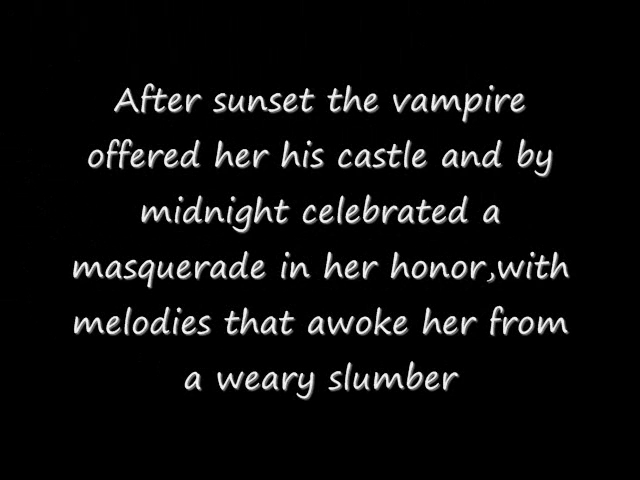 After sunset the vampire
offered her his castle and by
midnight celebrated a
masquerade in her honor,with
melodies that awoke her from
a weary slumber